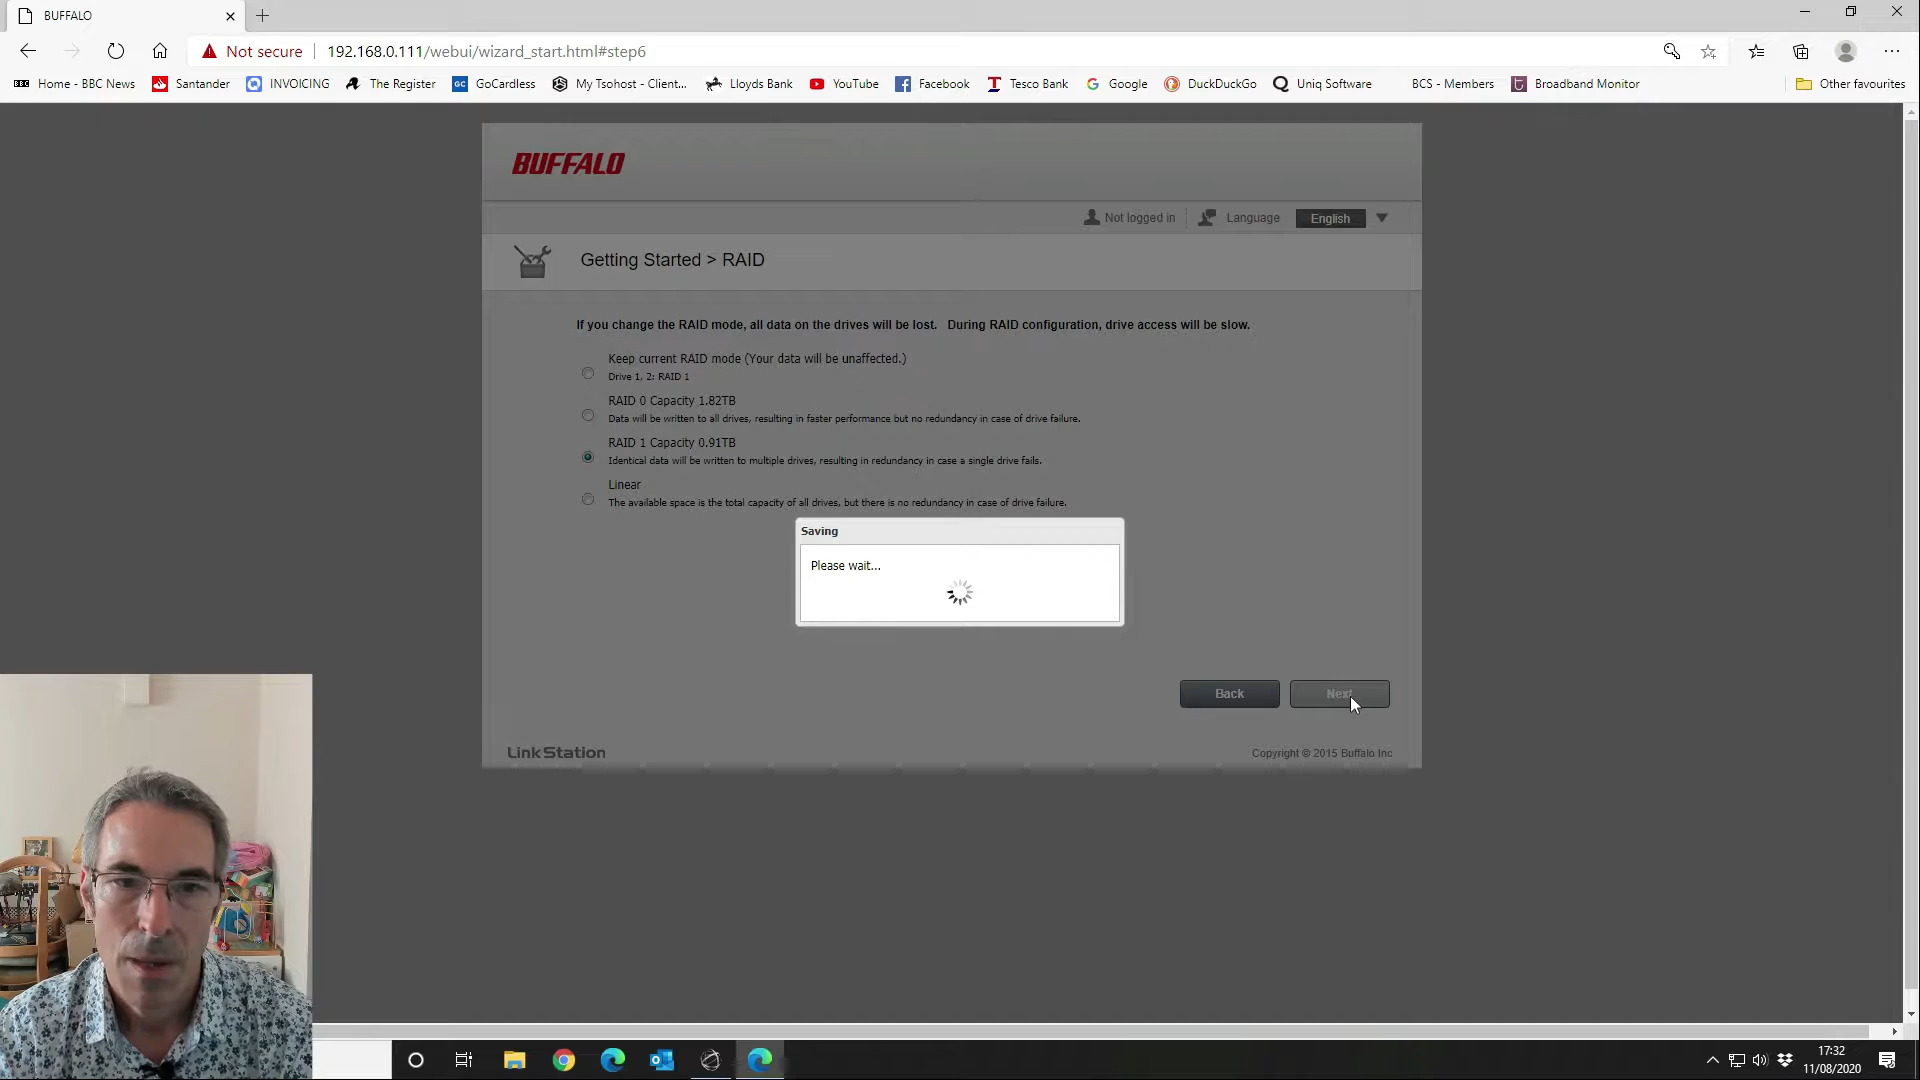 BUFFALO
Not secure
192.168.0.111/webui/wizard_start.html#step6
Home - BBC News
Santander
INVOICING
The Register
GC
GoCardless
My Tsohost - Client...
Lloyds Bank
YouTube
Facebook
Tesco Bank
Google
DuckDuckGo
Uniq Software
BCS - Members
Broadband Monitor
Other favourites
BUFFALO
Not logged in
Language
English
Getting Started > RAID
If you change the RAID mode, all data on the drives will be lost. During RAID configuration, drive access will be slow.
Keep current RAID mode (Your data will be unaffected.)
Drive 1, 2: RAID 1
RAID 0 Capacity 1.82TB
Data will be written to all drives, resulting in faster performance but no redundancy in case of drive failure.
RAID 1 Capacity 0.91TB
Identical data will be written to multiple drives, resulting in redundancy in case a single drive fails.
Linear
The available space is the total capacity of all drives, but there is no redundancy in case of drive failure.
Saving
Please wait...
Back
Next
LinkStation
Copyright © 2015 Buffalo Inc
17:32
11/08/2020